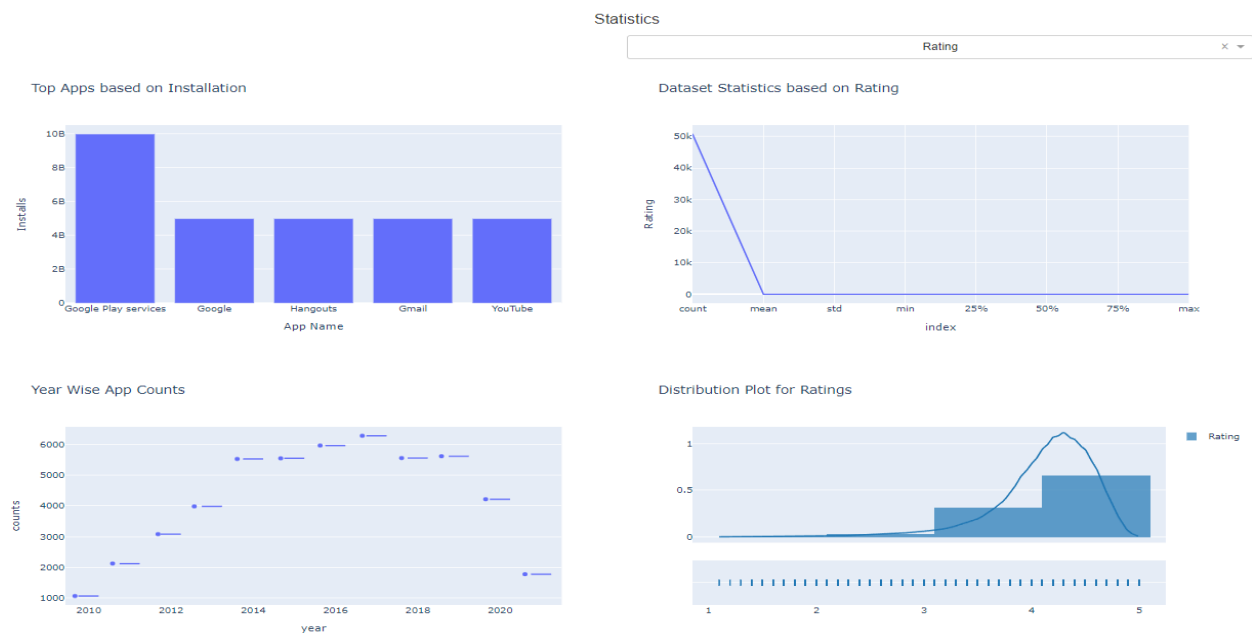 Statistics
Rating × 
Top Apps based on Installation
10B
8B
6B
4B
2B
0
Installs
Google Play services Google Hangouts Gmail YouTube
App Name
Dataset Statistics based on Rating
50k
40k
30k
20k
10k
0
Rating
count mean std min 25% 50% 75% max
index
Year Wise App Counts
6000
5000
4000
3000
2000
1000
counts
2010 2012 2014 2016 2018 2020
year
Distribution Plot for Ratings
1
0.5
0
Rating
1 2 3 4 5